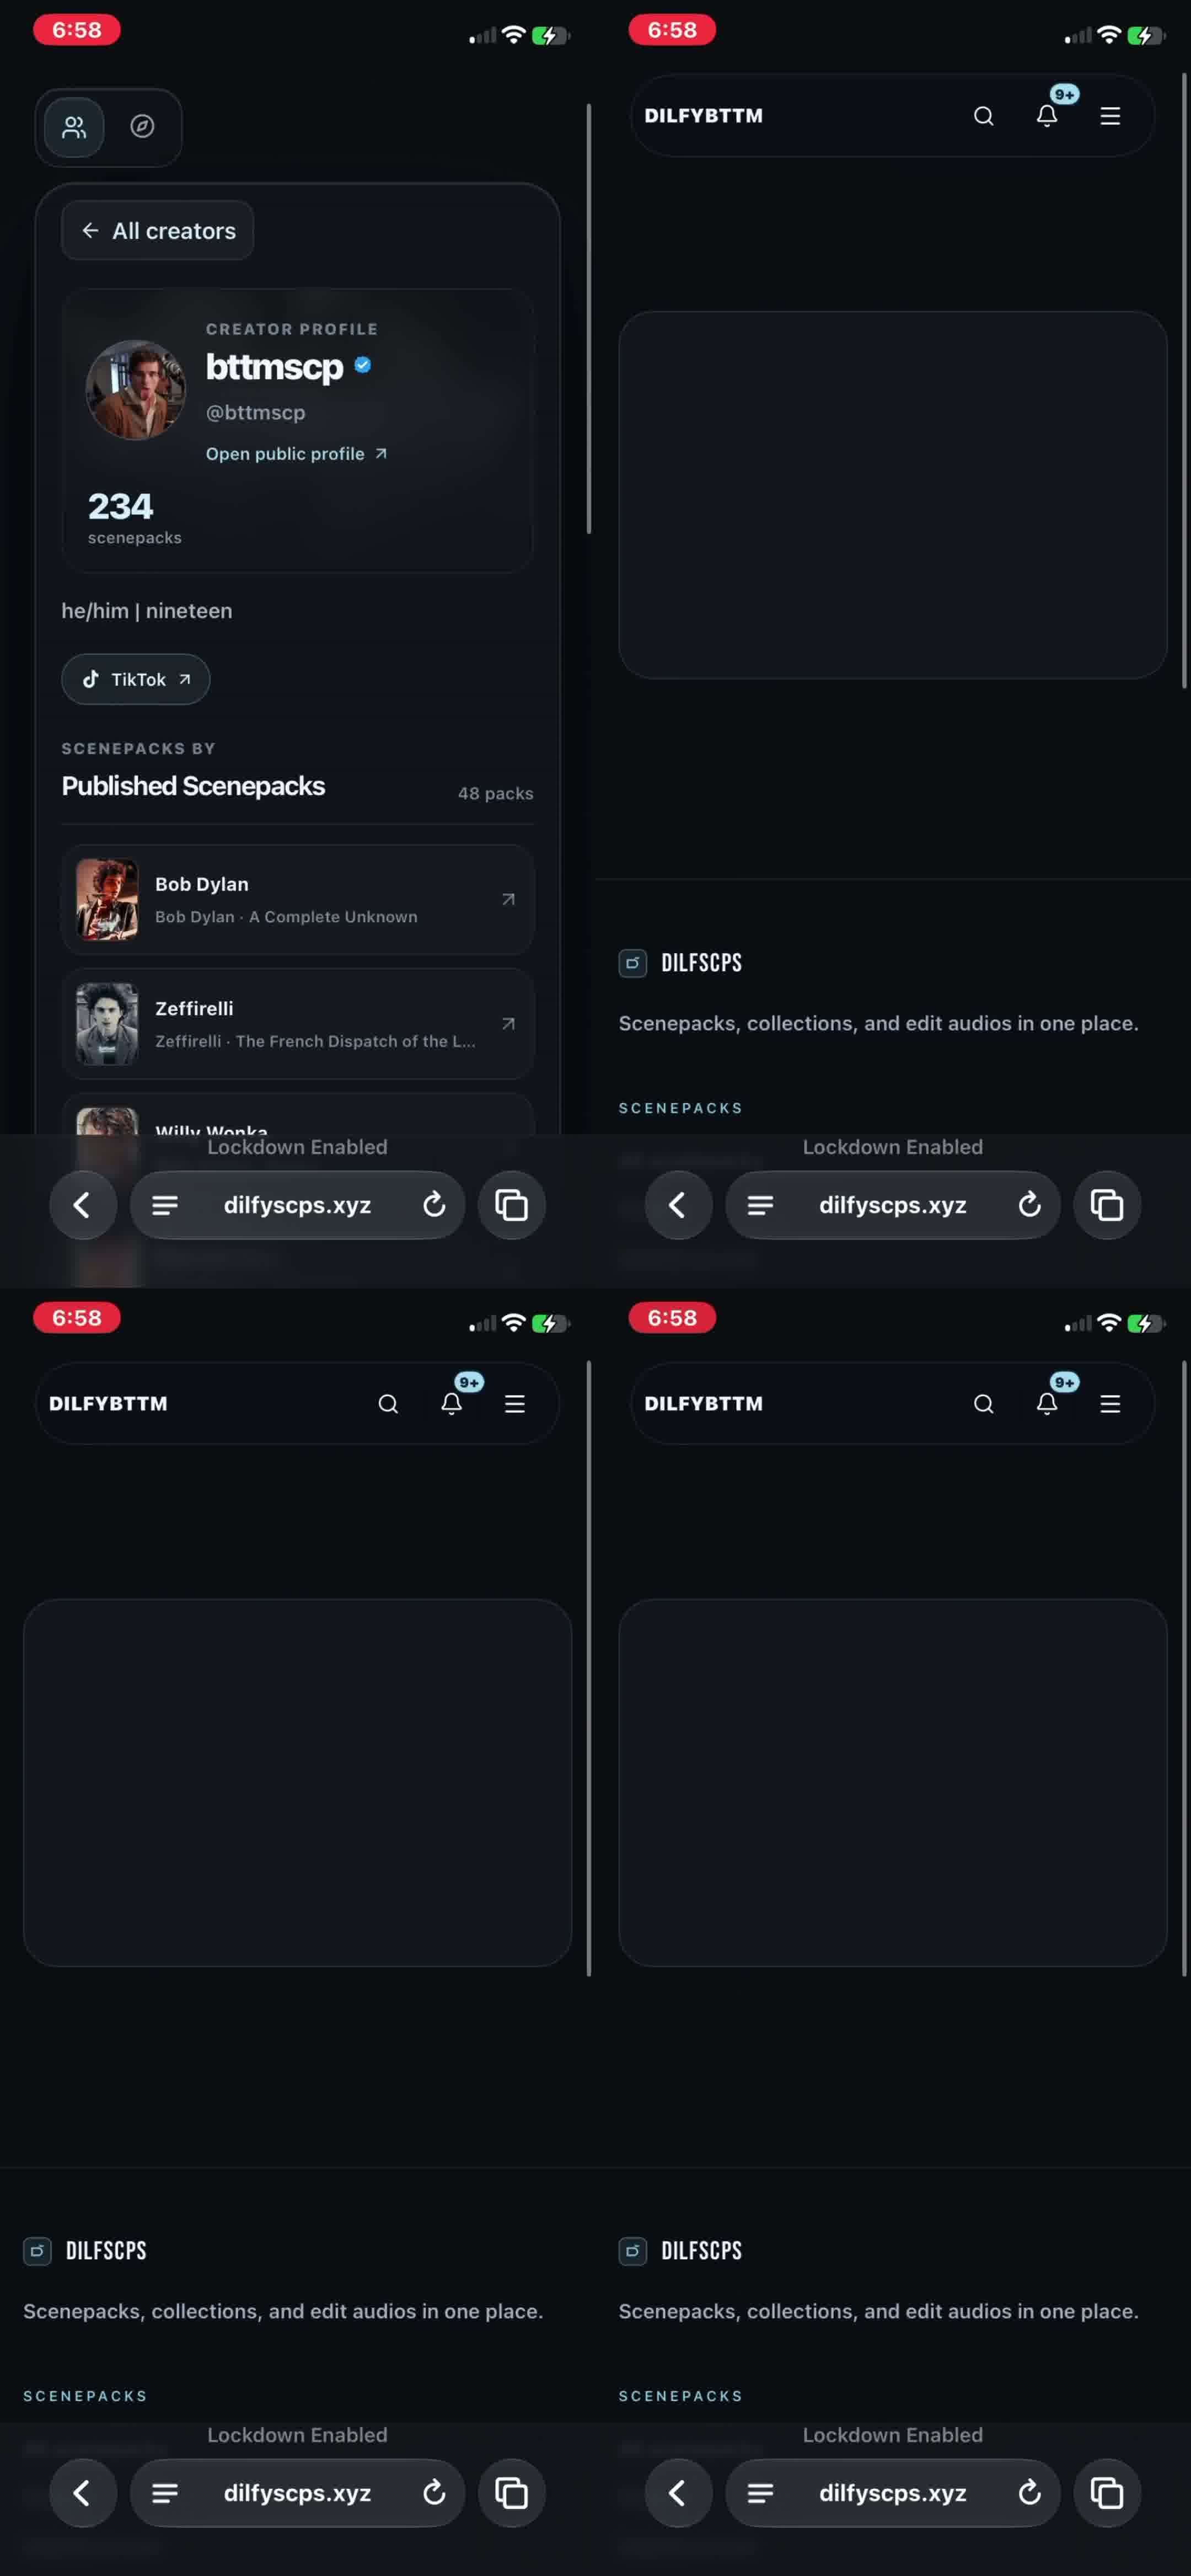 6:58
All creators
CREATOR PROFILE
bttmscp
@bttmscp
Open public profile
234
scenepacks
he/him | nineteen
TikTok
SCENEPACKS BY
Published Scenepacks
48 packs
Bob Dylan
Bob Dylan · A Complete Unknown
Zeffirelli
Zeffirelli · The French Dispatch of the L...
Willy Wonka
Lockdown Enabled
dilfyscps.xyz
6:58
DILFYBTTM
9+
DILFSCPS
Scenepacks, collections, and edit audios in one place.
SCENEPACKS
Lockdown Enabled
dilfyscps.xyz
6:58
DILFYBTTM
9+
DILFSCPS
Scenepacks, collections, and edit audios in one place.
SCENEPACKS
Lockdown Enabled
dilfyscps.xyz
6:58
DILFYBTTM
9+
DILFSCPS
Scenepacks, collections, and edit audios in one place.
SCENEPACKS
Lockdown Enabled
dilfyscps.xyz